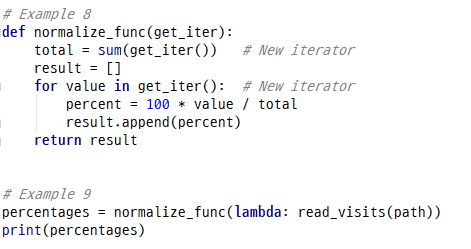 # Example 8
def normalize_func(get_iter):
    total = sum(get_iter())   # New iterator
    result = []
    for value in get_iter():  # New iterator
        percent = 100 * value / total
        result.append(percent)
    return result
# Example 9
percentages = normalize_func(lambda: read_visits(path))
print(percentages)